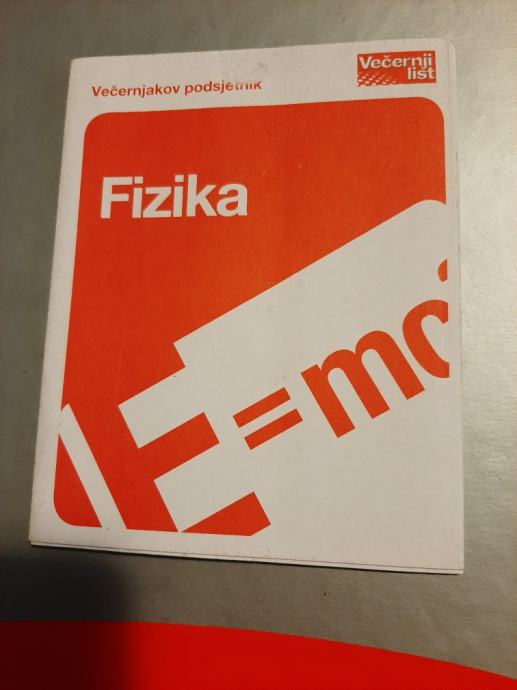 Večernjakov podsjetnik
Večernji
list
Fizika
E=mc